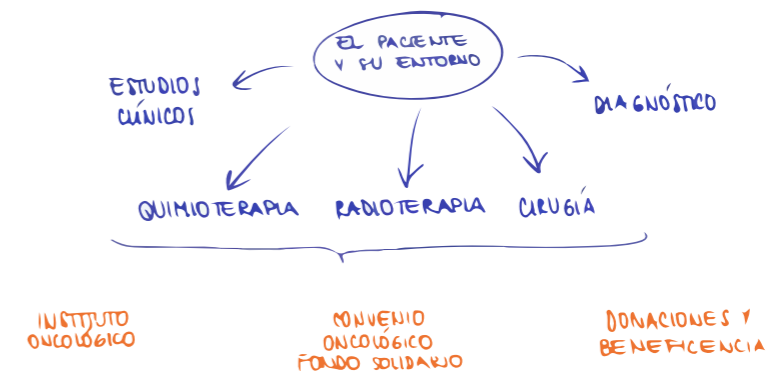 EL PACIENTE
Y SU ENTORNO
ESTUDIOS
CLÍNICOS
DIAGNÓSTICO
QUIMIOTERAPIA
RADIOTERAPIA
CIRUGÍA
INSTITUTO
ONCOLÓGICO
CONVENIO
ONCOLÓGICO
FONDO SOLIDARIO
DONACIONES Y
BENEFICENCIA